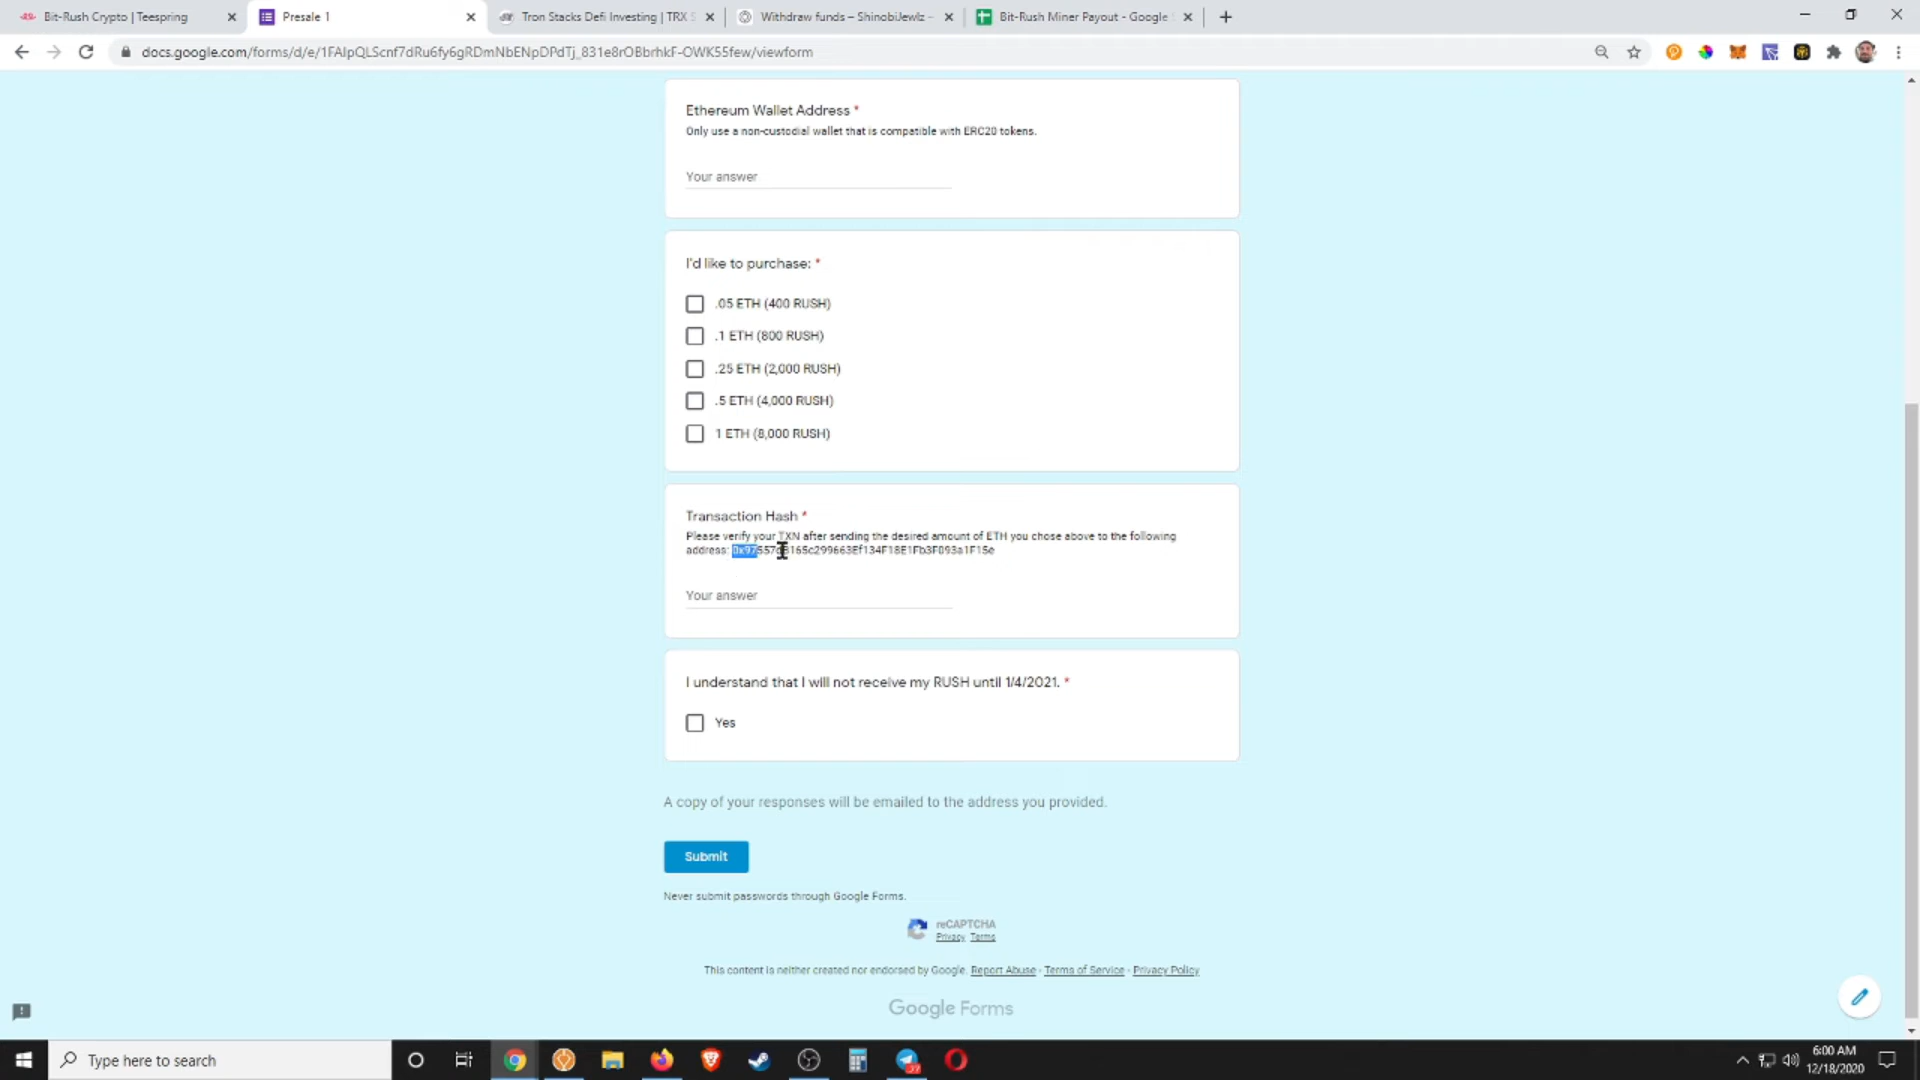 Bit-Rush Crypto | Teespring
Presale 1
Tron Stacks Defi Investing | TRX S
Withdraw funds – ShinobiJewlz –
Bit-Rush Miner Payout - Google
docs.google.com/forms/d/e/1FAIpQLScnf7dRu6fy6gRDmNbENpDPdTj_831e8rOBbrhkF-OWK55few/viewform
Ethereum Wallet Address *
Only use a non-custodial wallet that is compatible with ERC20 tokens.
Your answer
I'd like to purchase: *
.05 ETH (400 RUSH)
.1 ETH (800 RUSH)
.25 ETH (2,000 RUSH)
.5 ETH (4,000 RUSH)
1 ETH (8,000 RUSH)
Transaction Hash *
Please verify your TXN after sending the desired amount of ETH you chose above to the following
address:
Your answer
I understand that I will not receive my RUSH until 1/4/2021. *
Yes
A copy of your responses will be emailed to the address you provided.
Submit
Never submit passwords through Google Forms.
reCAPTCHA
Privacy Terms
This content is neither created nor endorsed by Google. Report Abuse - Terms of Service - Privacy Policy
Google Forms
Type here to search
6:00 AM
12/18/2020